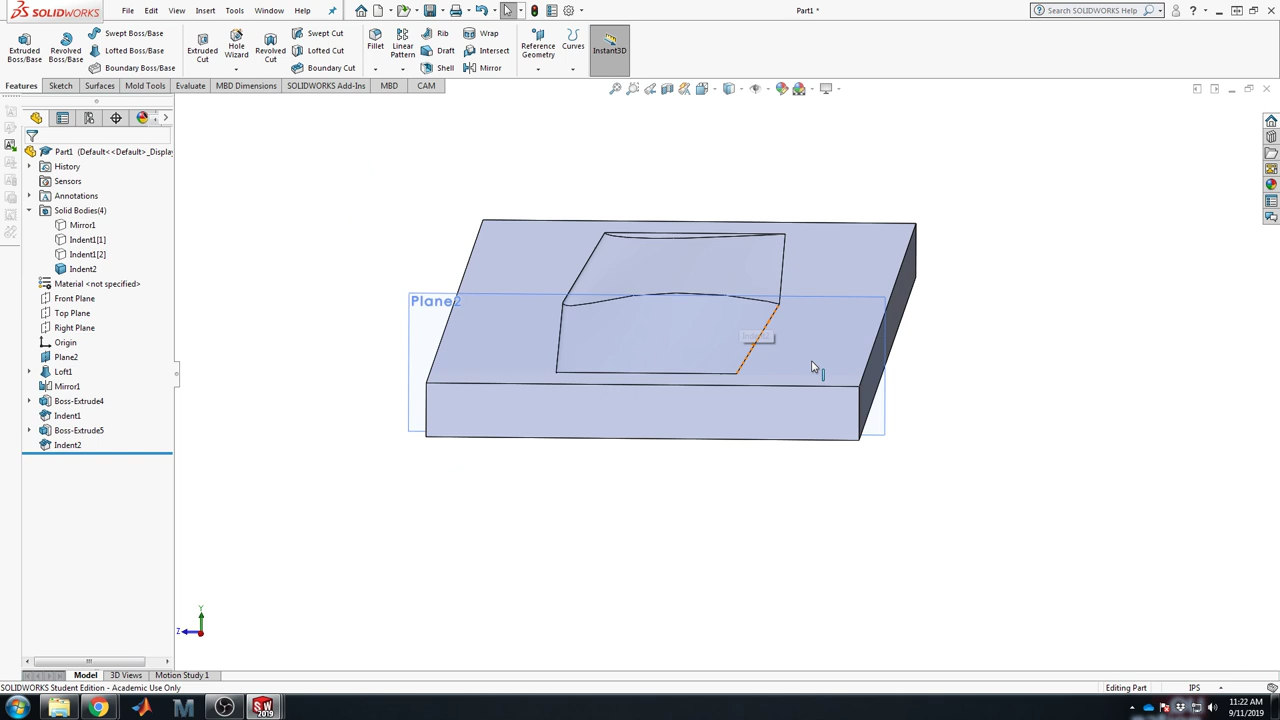 SOLIDWORKS File Edit View Insert Tools Window Help Part1 * Search SOLIDWORKS Help
Extruded Boss/Base
Revolved Boss/Base
Swept Boss/Base
Lofted Boss/Base
Boundary Boss/Base
Extruded Cut
Hole Wizard
Revolved Cut
Swept Cut
Lofted Cut
Boundary Cut
Fillet
Linear Pattern
Rib
Draft
Shell
Wrap
Intersect
Mirror
Reference Geometry
Curves
Instant3D
Features Sketch Surfaces Mold Tools Evaluate MBD Dimensions SOLIDWORKS Add-Ins MBD CAM
Part1 (Default<<Default>_Display
History
Sensors
Annotations
Solid Bodies(4)
Mirror1
Indent1[1]
Indent1[2]
Indent2
Material <not specified>
Front Plane
Top Plane
Right Plane
Origin
Plane2
Loft1
Mirror1
Boss-Extrude4
Indent1
Boss-Extrude5
Indent2
Plane2
Y
Z
Model 3D Views Motion Study 1
SOLIDWORKS Student Edition - Academic Use Only Editing Part IPS
SW 2019
11:22 AM
9/11/2019